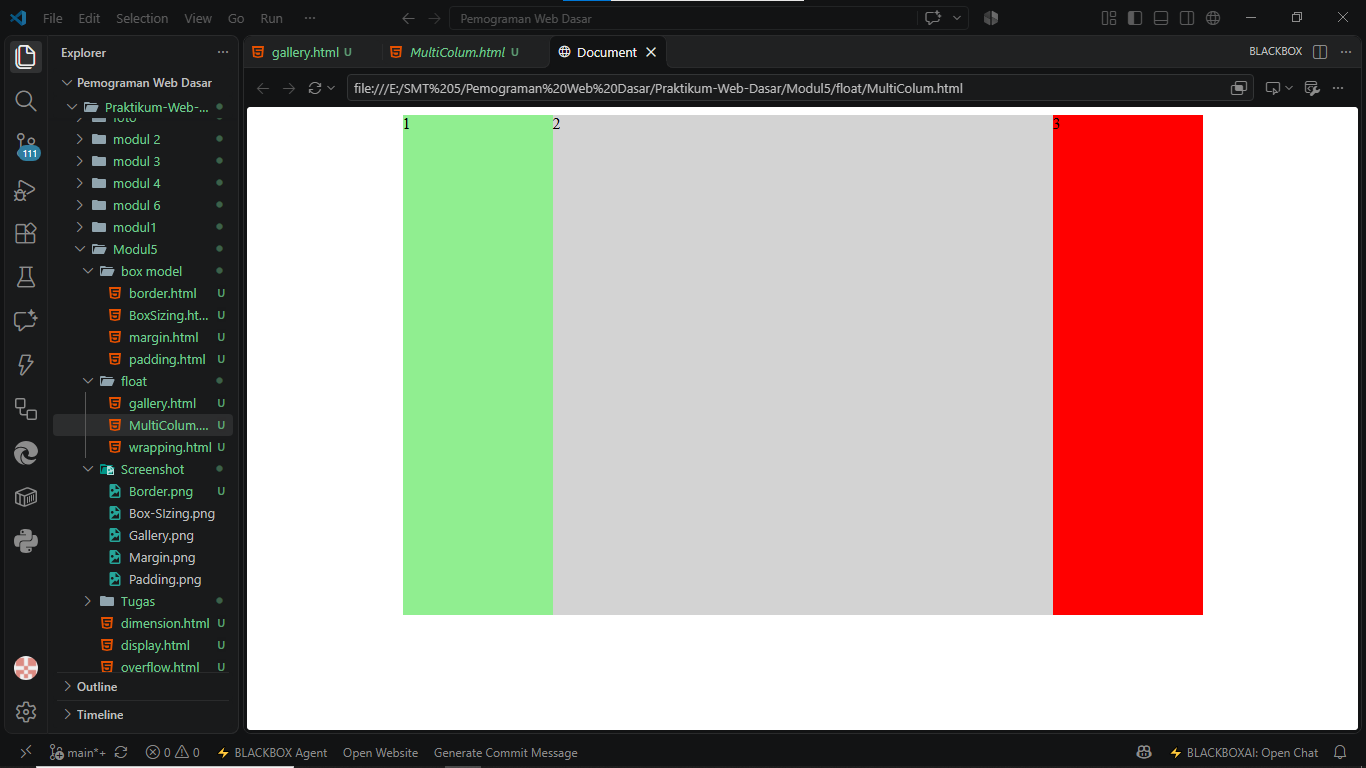 File Edit Selection View Go Run ··· Pemograman Web Dasar
Explorer ···
gallery.html U MultiColum.html U Document BLACKBOX ···
file:///E:/SMT%205/Pemograman%20Web%20Dasar/Praktikum-Web-Dasar/Modul5/float/MultiColum.html
Pemograman Web Dasar
Praktikum-Web-...
foto
modul 2
modul 3
modul 4
modul 6
modul1
Modul5
box model
border.html U
BoxSizing.ht... U
margin.html U
padding.html U
float
gallery.html U
MultiColum.... U
wrapping.html U
Screenshot
Border.png U
Box-SIzing.png
Gallery.png
Margin.png
Padding.png
Tugas
dimension.html U
display.html U
overflow.html U
Outline
Timeline
111
1 2 3
main*+ 0 0 BLACKBOX Agent Open Website Generate Commit Message BLACKBOXAI: Open Chat